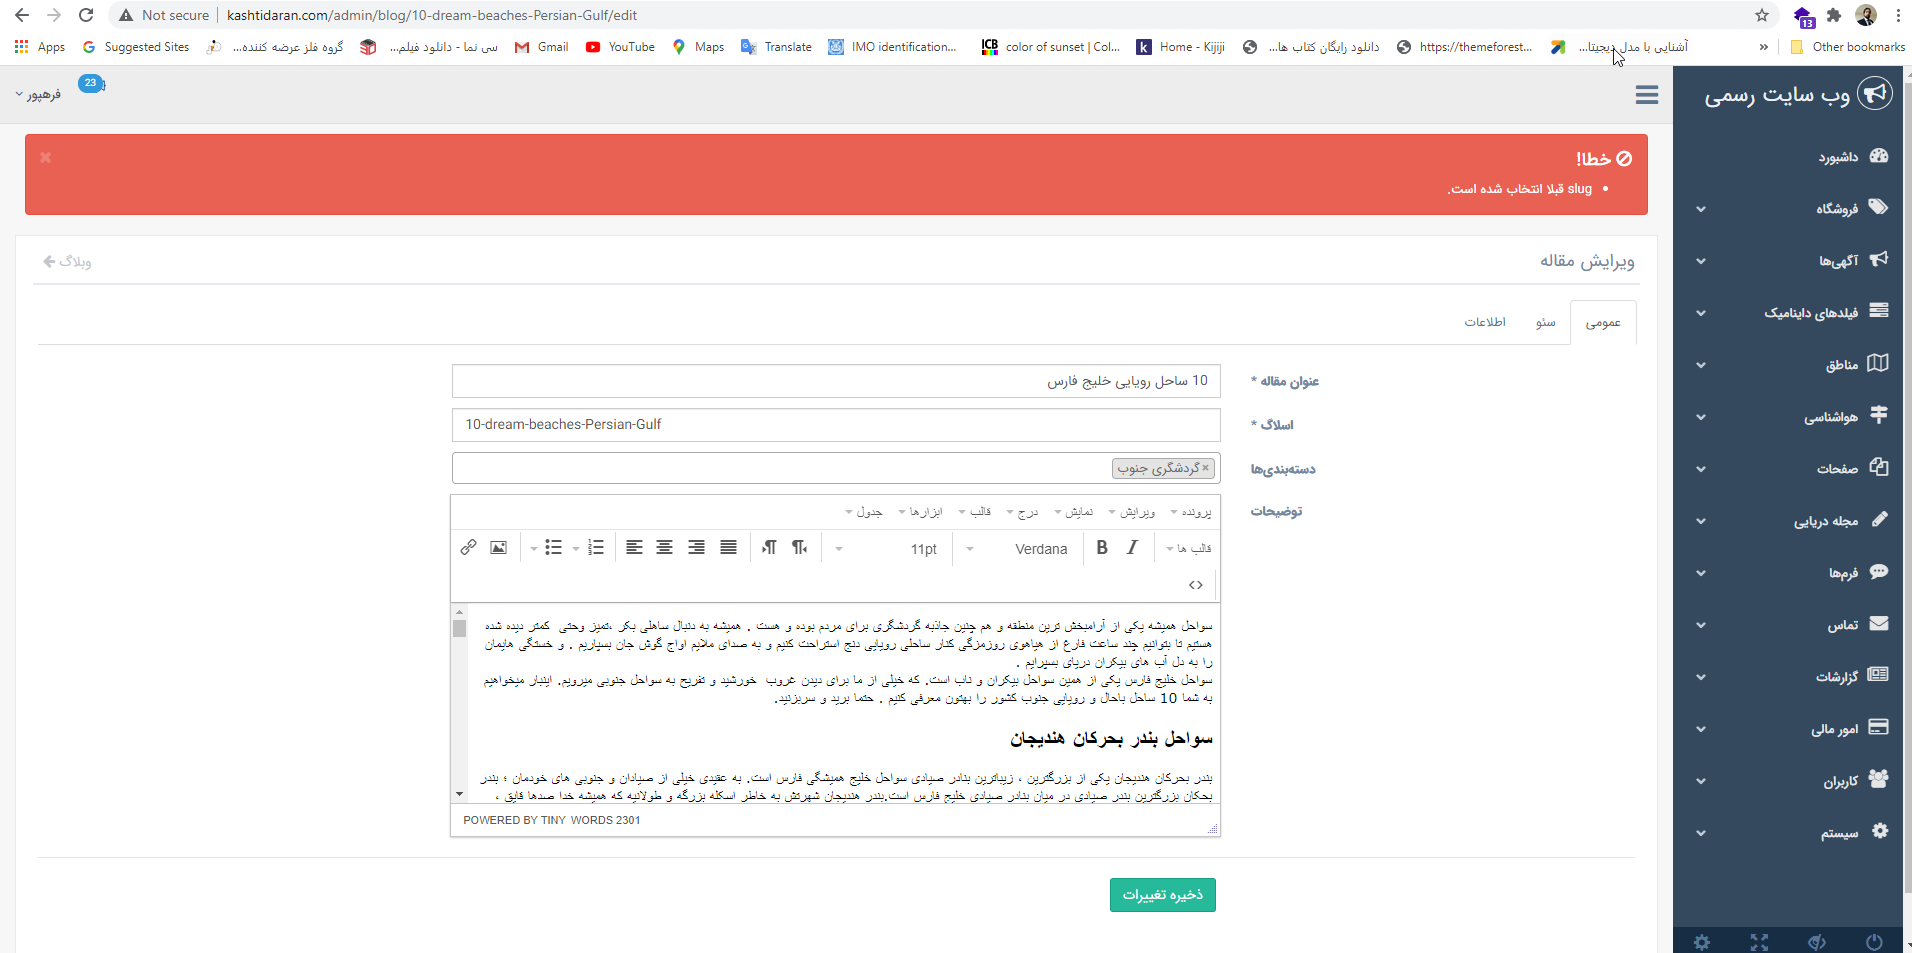 Not secure
kashtidaran.com/admin/blog/10-dream-beaches-Persian-Gulf/edit
13
Apps
Suggested Sites
گروه فلز عرضه کننده...
سی نما - دانلود فیلم...
Gmail
YouTube
Maps
Translate
IMO identification...
ICB
color of sunset | Col...
k
Home - Kijiji
دانلود رایگان کتاب ها...
https://themeforest...
آشنایی با مدل دیجیتا...
»
Other bookmarks
وب سایت رسمی
23
فرهپور
خطا!
slug قبلا انتخاب شده است.
ویرایش مقاله
وبلاگ
عمومی
سئو
اطلاعات
عنوان مقاله *
10 ساحل رویایی خلیج فارس
اسلاگ *
10-dream-beaches-Persian-Gulf
دسته‌بندی‌ها
×گردشگری جنوب
توضیحات
پرونده ویرایش نمایش درج قالب ابزارها جدول
قالب ها I B Verdana 11pt
<>
سواحل همیشه یکی از آرامبخش ترین منطقه و هم چنین جاذبه گردشگری برای مردم بوده و هست . همیشه به دنبال ساهلی بکر ،تمیز وحتی کمتر دیده شده
هستیم تا بتوانیم چند ساعت فارغ از هیاهوی روزمزگی کنار ساحلی رویایی دنج استراحت کنیم و به صدای ملایم اواج گوش جان بسپاریم . و خستگی هایمان
را به دل آب های بیکران دریای بسپرایم .
سواحل خلیج فارس یکی از همین سواحل بیکران و ناب است. که خیلی از ما برای دیدن غروب خورشید و تفریح به سواحل جنوبی میرویم. اینبار میخواهیم
به شما 10 ساحل باحال و رویایی جنوب کشور را بهتون معرفی کنیم . حتما برید و سربزنید.
سواحل بندر بحرکان هندیجان
بندر بحرکان هندیجان یکی از بزرگترین ، زیباترین بنادر صیادی سواحل خلیج همیشگی فارس است. به عقیدی خیلی از صیادان و جنوبی های خودمان ؛ بندر
بحکان بزرگترین بندر صیادی در میان بنادر صیادی خلیج فارس است.بندر هندیجان شهرتش به خاطر اسکله بزرگه و طولانیه که همیشه خدا صدها قایق ،
POWERED BY TINY WORDS 2301
ذخیره تغییرات
داشبورد
فروشگاه
آگهی‌ها
فیلدهای داینامیک
مناطق
هواشناسی
صفحات
مجله دریایی
فرم‌ها
تماس
گزارشات
امور مالی
کاربران
سیستم